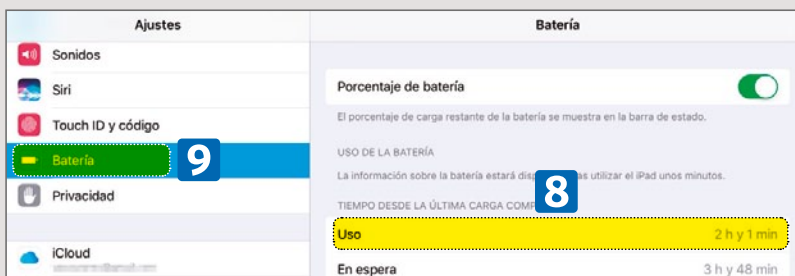 Ajustes
Sonidos
Siri
Touch ID y código
Batería
9
Privacidad
iCloud
Batería
Porcentaje de batería
El porcentaje de carga restante de la batería se muestra en la barra de estado.
USO DE LA BATERÍA
La información sobre la batería estará utilizar el iPad unos minutos.
8
TIEMPO DESDE LA ÚLTIMA CARGA
Uso 2 h y 1 min
En espera 3 h y 48 min